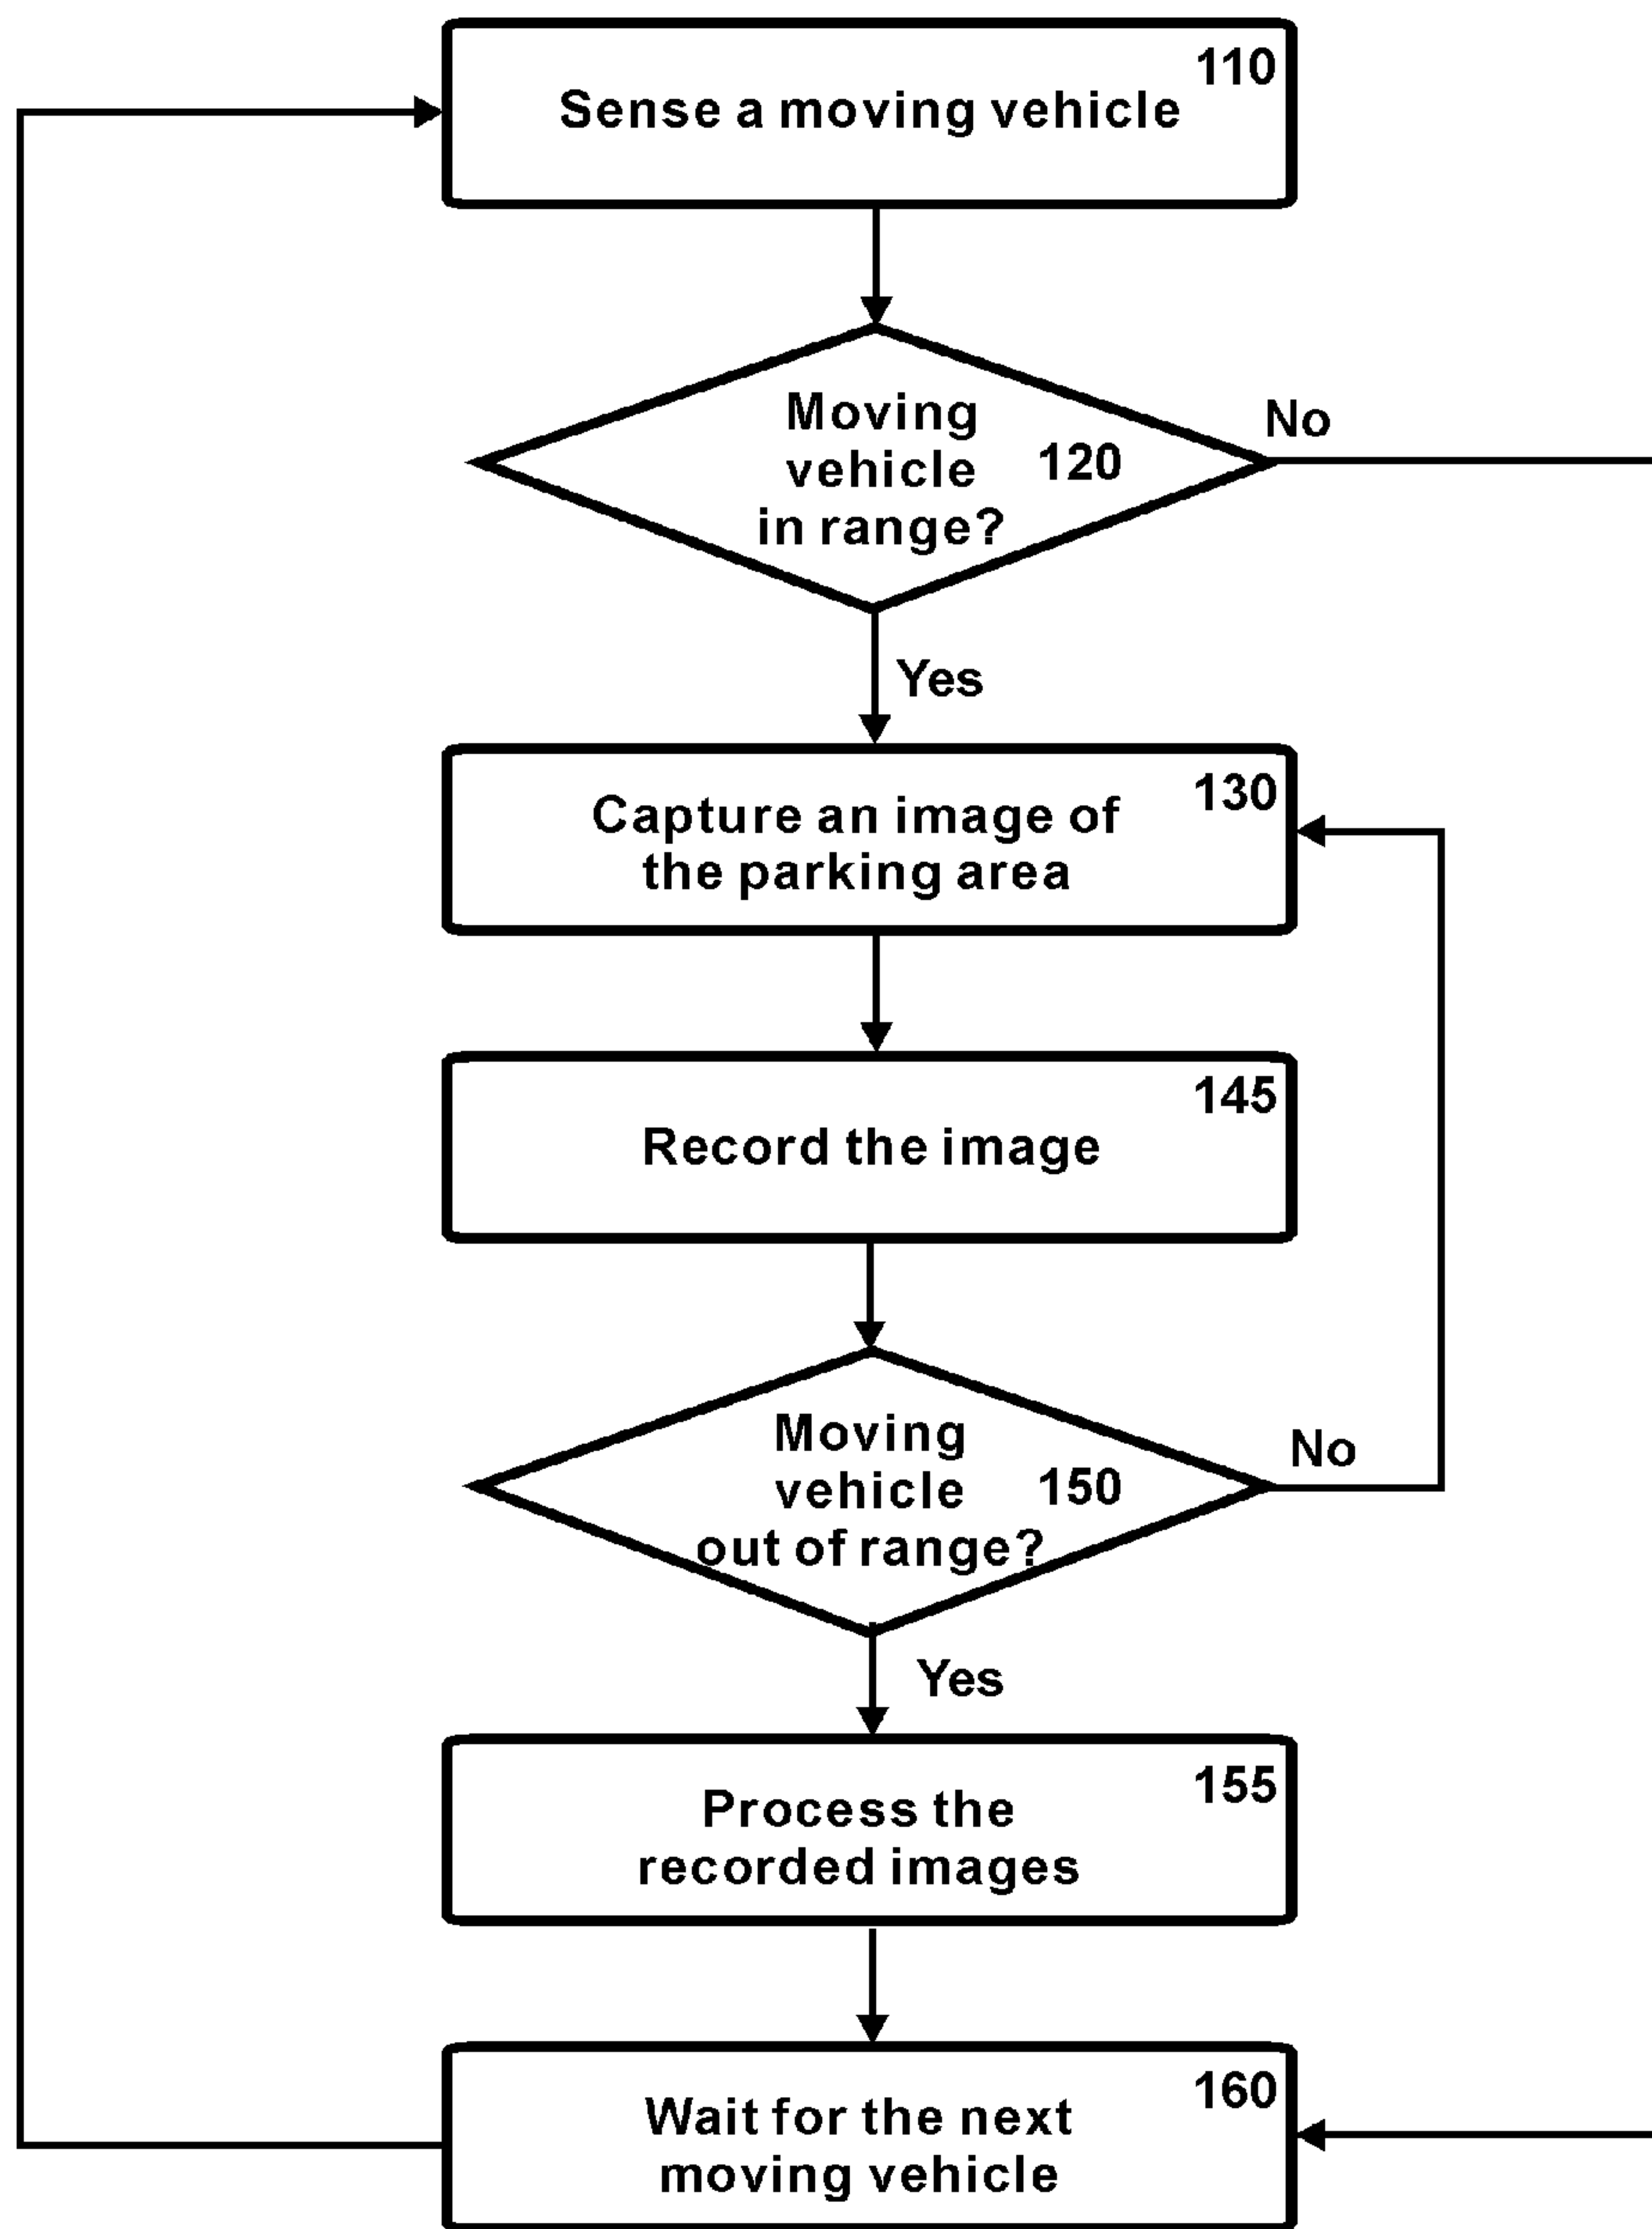 110
Sense a moving vehicle
Moving
vehicle
in range?
120
No
Yes
130
Capture an image of
the parking area
145
Record the image
Moving
vehicle
out of range?
150
No
Yes
155
Process the
recorded images
160
Wait for the next
moving vehicle